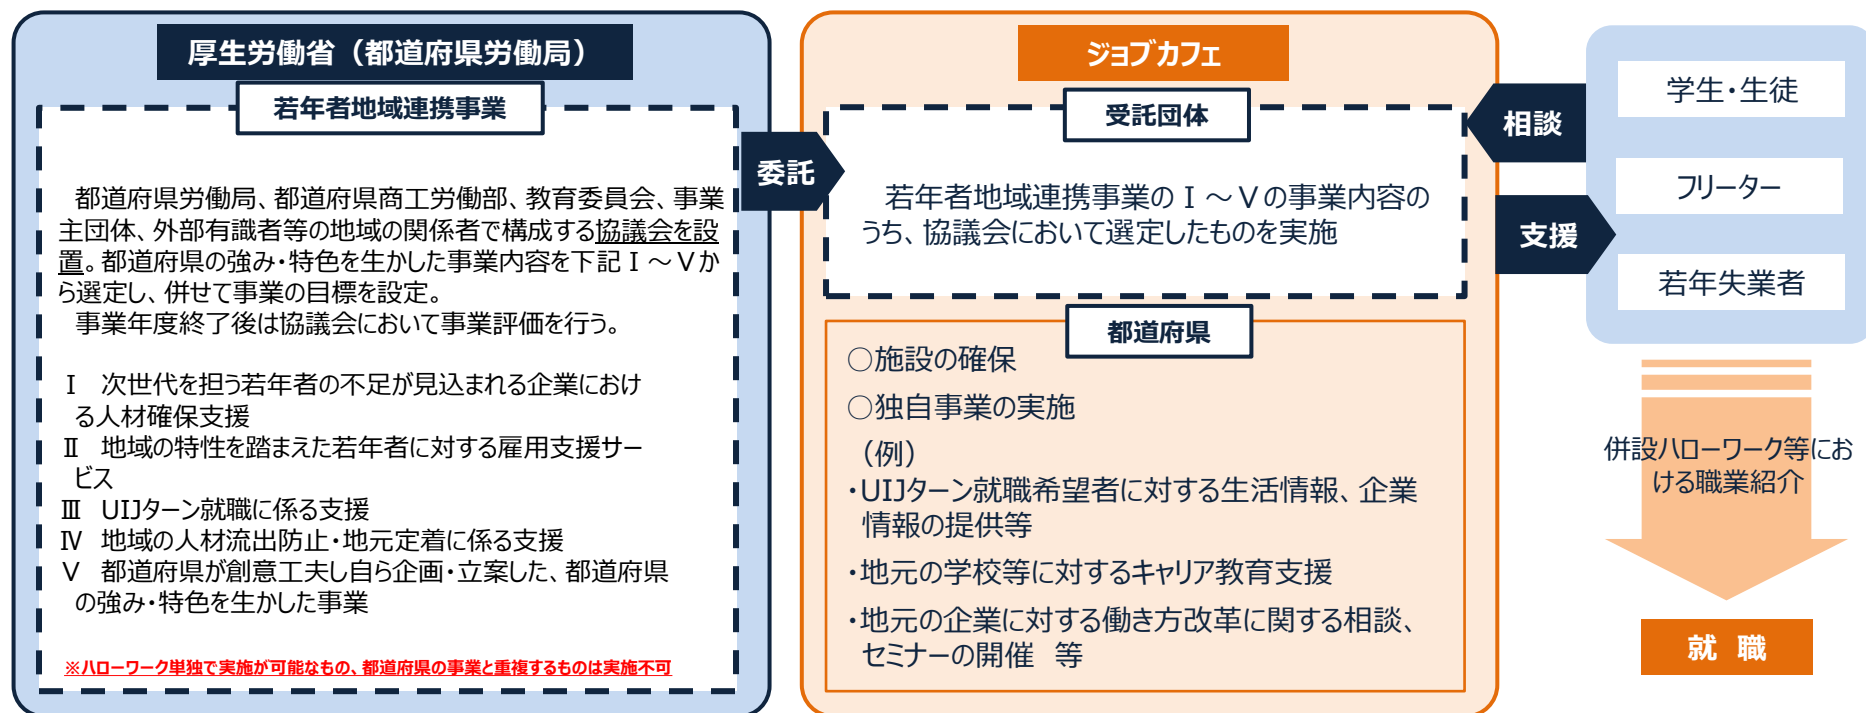 厚生労働省（都道府県労働局）
若年者地域連携事業
都道府県労働局、都道府県商工労働部、教育委員会、事業
主団体、外部有識者等の地域の関係者で構成する協議会を設
置。都道府県の強み・特色を生かした事業内容を下記Ⅰ～Ⅴか
ら選定し、併せて事業の目標を設定。
事業年度終了後は協議会において事業評価を行う。
Ⅰ　次世代を担う若年者の不足が見込まれる企業におけ
る人材確保支援
Ⅱ　地域の特性を踏まえた若年者に対する雇用支援サー
ビス
Ⅲ　UIJターン就職に係る支援
Ⅳ　地域の人材流出防止・地元定着に係る支援
Ⅴ　都道府県が創意工夫し自ら企画・立案した、都道府県
の強み・特色を生かした事業
※ハローワーク単独で実施が可能なもの、都道府県の事業と重複するものは実施不可
委託
ジョブカフェ
受託団体
若年者地域連携事業のⅠ～Ⅴの事業内容の
うち、協議会において選定したものを実施
都道府県
○施設の確保
○独自事業の実施
（例）
・UIJターン就職希望者に対する生活情報、企業
情報の提供等
・地元の学校等に対するキャリア教育支援
・地元の企業に対する働き方改革に関する相談、
セミナーの開催　等
相談
支援
学生・生徒
フリーター
若年失業者
併設ハローワーク等にお
ける職業紹介
就　職